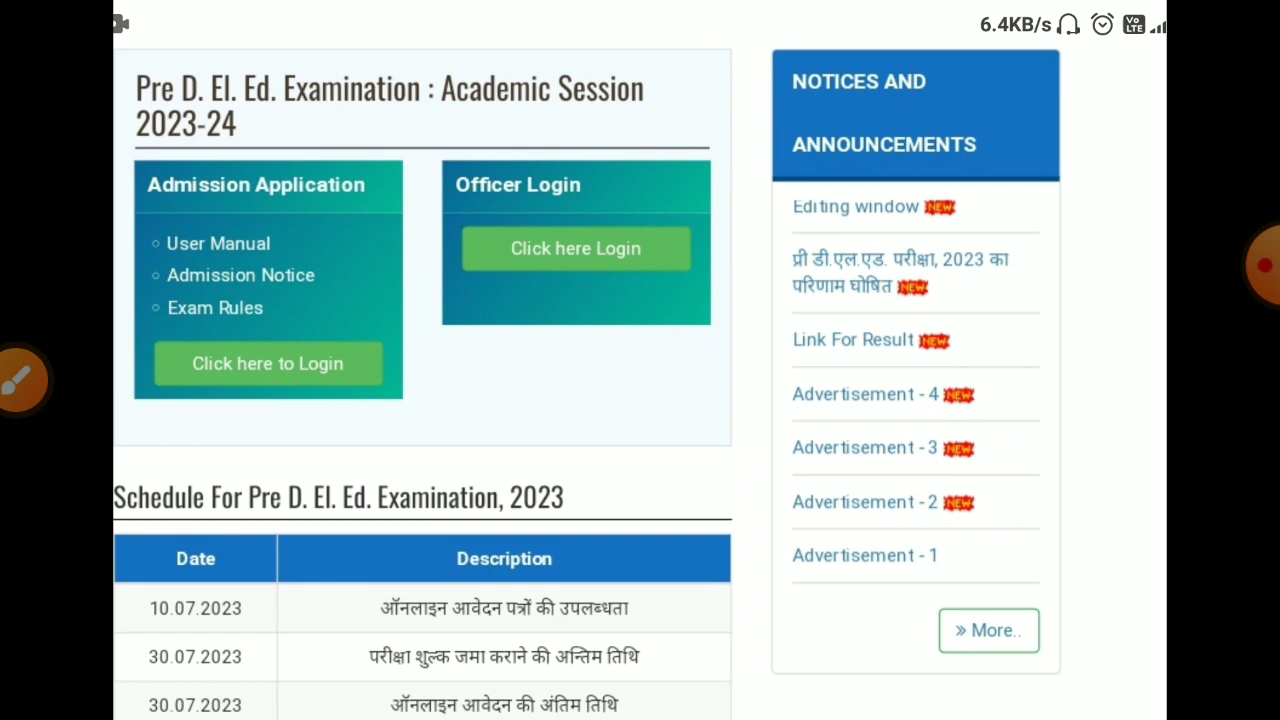 6.4KB/s
Vo
LTE
Pre D. El. Ed. Examination : Academic Session
2023-24
Admission Application
User Manual
Admission Notice
Exam Rules
Click here to Login
Officer Login
Click here Login
Schedule For Pre D. El. Ed. Examination, 2023
Date Description
10.07.2023 ऑनलाइन आवेदन पत्रों की उपलब्धता
30.07.2023 परीक्षा शुल्क जमा कराने की अन्तिम तिथि
30.07.2023 ऑनलाइन आवेदन की अंतिम तिथि
NOTICES AND
ANNOUNCEMENTS
Editing window NEW
प्री डी.एल.एड. परीक्षा, 2023 का
परिणाम घोषित NEW
Link For Result NEW
Advertisement - 4 NEW
Advertisement - 3 NEW
Advertisement - 2 NEW
Advertisement - 1
» More..